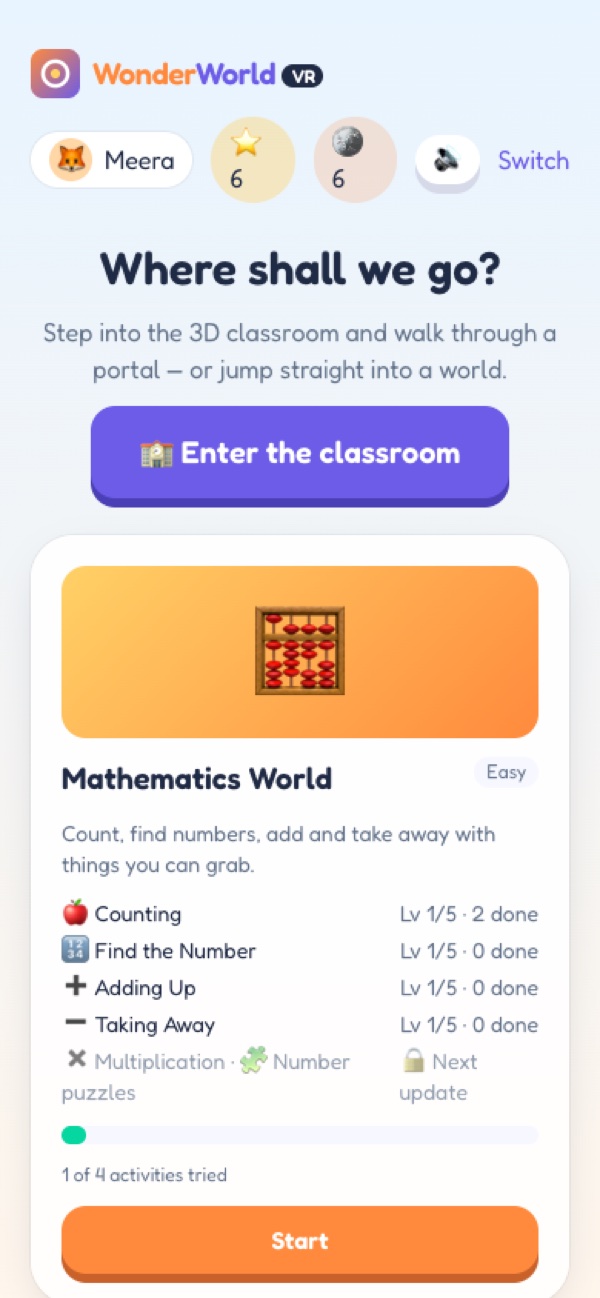 WonderWorld VR
Meera
6
6
Switch
Where shall we go?
Step into the 3D classroom and walk through a
portal – or jump straight into a world.
Enter the classroom
Mathematics World
Easy
Count, find numbers, add and take away with
things you can grab.
Counting Lv 1/5 · 2 done
Find the Number Lv 1/5 · 0 done
Adding Up Lv 1/5 · 0 done
Taking Away Lv 1/5 · 0 done
Multiplication · Number
puzzles
Next
update
1 of 4 activities tried
Start